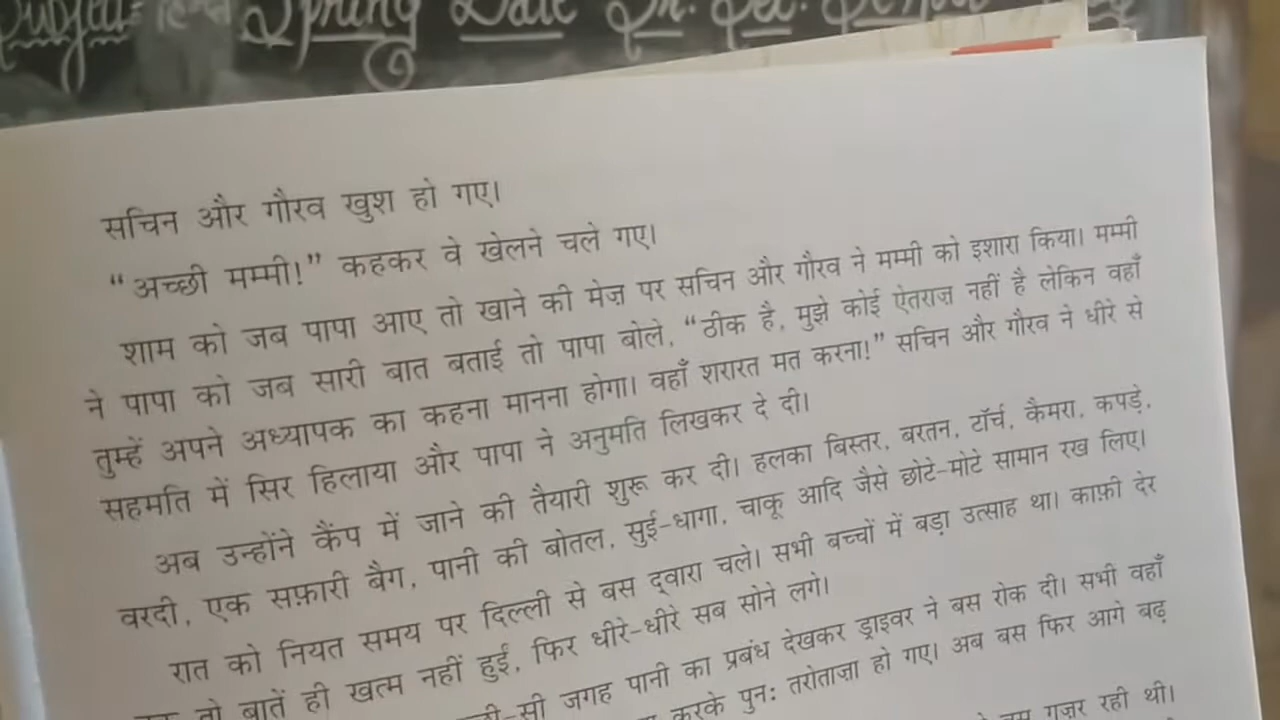 Spring Date
सचिन और गौरव खुश हो गए।
“अच्छी मम्मी!” कहकर वे खेलने चले गए।
शाम को जब पापा आए तो खाने की मेज़ पर सचिन और गौरव ने मम्मी को इशारा किया। मम्मी
ने पापा को जब सारी बात बताई तो पापा बोले, “ठीक है, मुझे कोई ऐतराज़ नहीं है लेकिन वहाँ
तुम्हें अपने अध्यापक का कहना मानना होगा। वहाँ शरारत मत करना!” सचिन और गौरव ने धीरे से
सहमति में सिर हिलाया और पापा ने अनुमति लिखकर दे दी।
अब उन्होंने कैंप में जाने की तैयारी शुरू कर दी। हलका बिस्तर, बरतन, टॉर्च, कैमरा, कपड़े,
वरदी, एक सफ़ारी बैग, पानी की बोतल, सुई-धागा, चाकू आदि जैसे छोटे-मोटे सामान रख लिए।
रात को नियत समय पर दिल्ली से बस द्वारा चले। सभी बच्चों में बड़ा उत्साह था। काफ़ी देर
तो बातें ही खत्म नहीं हुईं, फिर धीरे-धीरे सब सोने लगे।
सी जगह पानी का प्रबंध देखकर ड्राइवर ने बस रोक दी। सभी वहाँ
करके पुनः तरोताज़ा हो गए। अब बस फिर आगे बढ़
गुज़र रही थी।